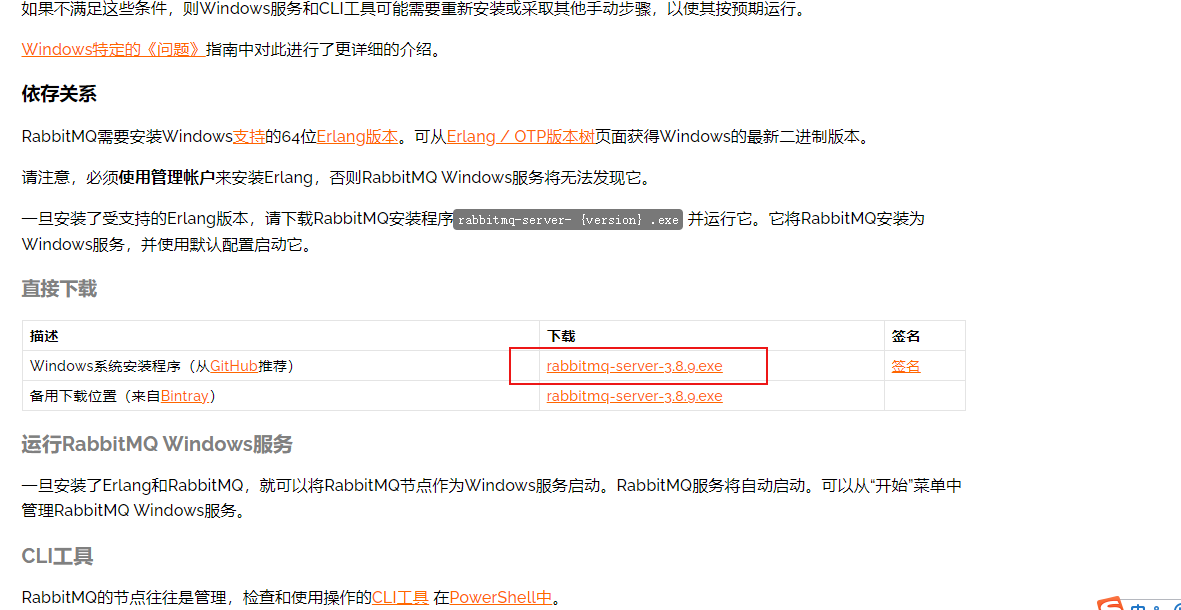 如果不满足这些条件，则Windows服务和CLI工具可能需要重新安装或采取其他手动步骤，以使其按预期运行。
Windows特定的《问题》指南中对此进行了更详细的介绍。
依存关系
RabbitMQ需要安装Windows支持的64位Erlang版本。可从Erlang / OTP版本树页面获得Windows的最新二进制版本。
请注意，必须使用管理帐户来安装Erlang，否则RabbitMQ Windows服务将无法发现它。
一旦安装了受支持的Erlang版本，请下载RabbitMQ安装程序rabbitmq-server- {version} .exe 并运行它。它将RabbitMQ安装为
Windows服务，并使用默认配置启动它。
直接下载
描述 下载 签名
Windows系统安装程序（从GitHub推荐） rabbitmq-server-3.8.9.exe 签名
备用下载位置（来自Bintray） rabbitmq-server-3.8.9.exe
运行RabbitMQ Windows服务
一旦安装了Erlang和RabbitMQ，就可以将RabbitMQ节点作为Windows服务启动。RabbitMQ服务将自动启动。可以从“开始”菜单中
管理RabbitMQ Windows服务。
CLI工具
RabbitMQ的节点往往是管理，检查和使用操作的CLI工具 在PowerShell中。